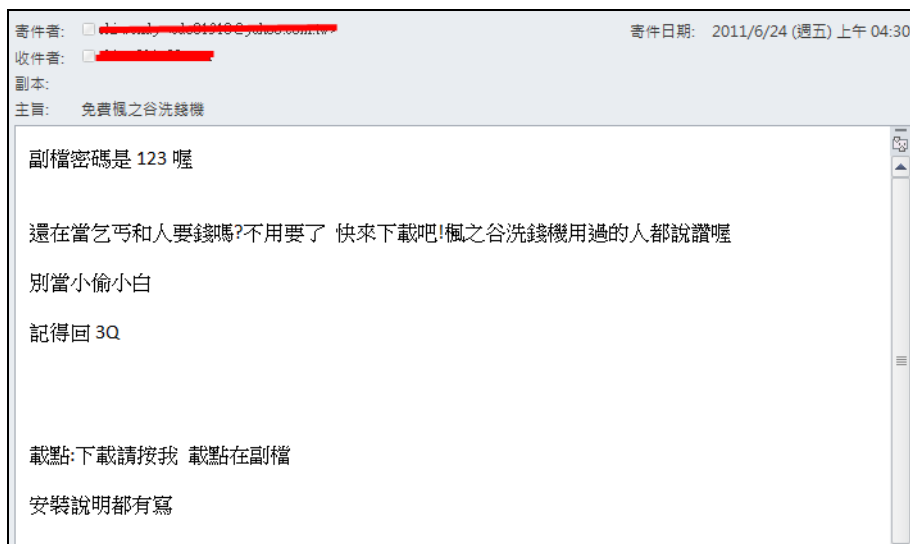 寄件者:
寄件日期: 2011/6/24 (週五) 上午 04:30
收件者:
副本:
主旨: 免費楓之谷洗錢機
副檔密碼是 123 喔
還在當乞丐和人要錢嗎?不用要了 快來下載吧!楓之谷洗錢機用過的人都說讚喔
別當小偷小白
記得回 3Q
載點:下載請按我 載點在副檔
安裝說明都有寫